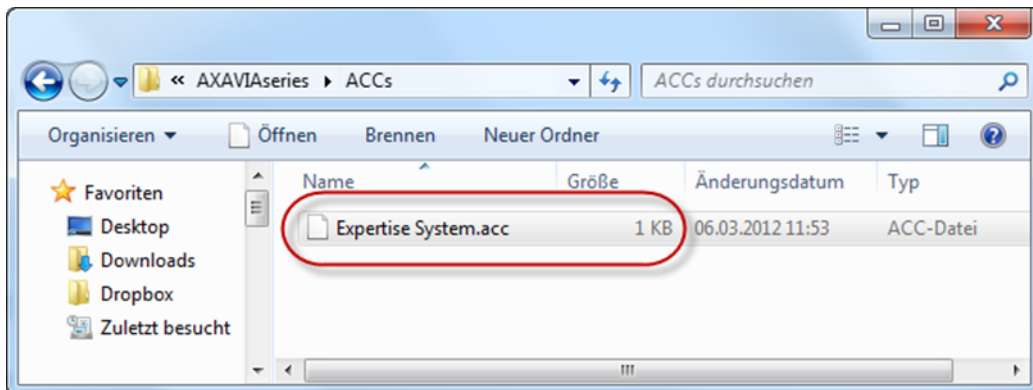 « AXAVIAseries ▸ ACCs
ACCs durchsuchen
Organisieren Öffnen Brennen Neuer Ordner
Favoriten
Desktop
Downloads
Dropbox
Zuletzt besucht
Name Größe Änderungsdatum Typ
Expertise System.acc 1 KB 06.03.2012 11:53 ACC-Datei